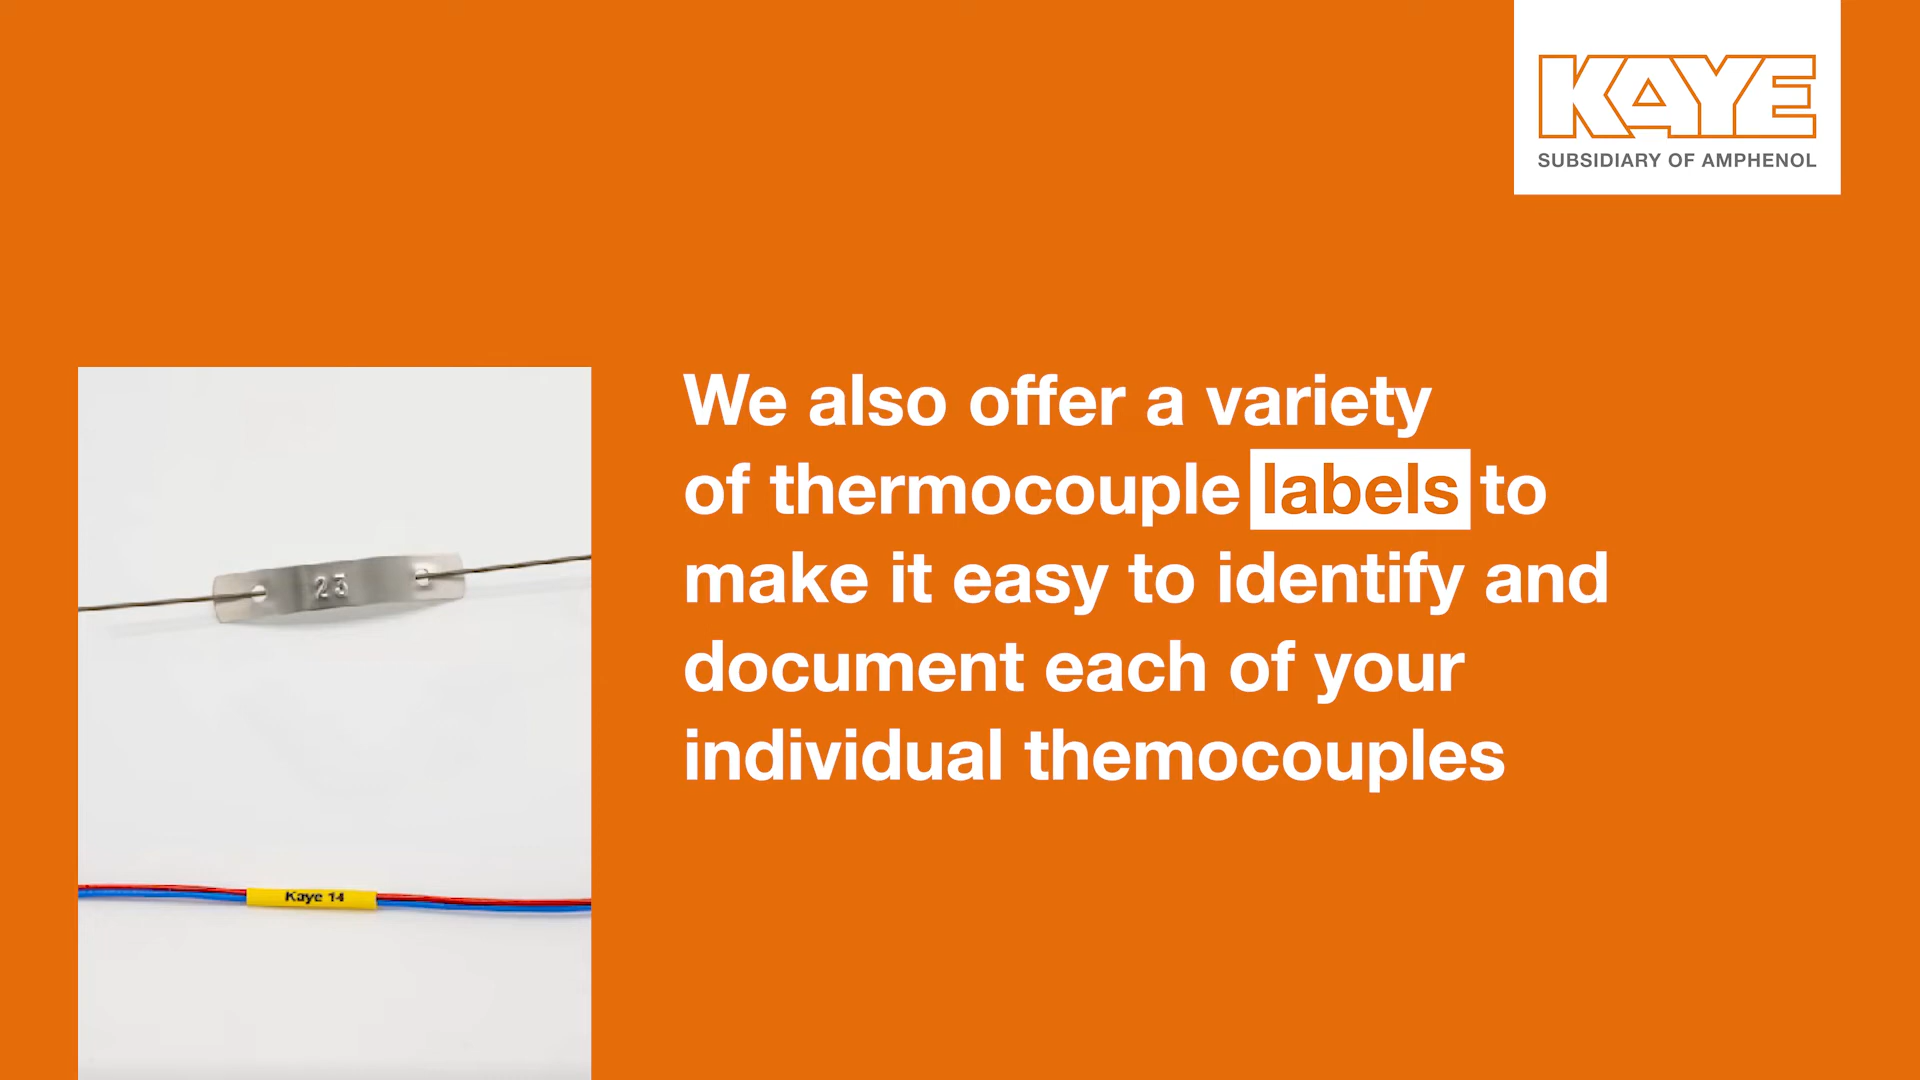 KAYE
SUBSIDIARY OF AMPHENOL
We also offer a variety
of thermocouple labels to
make it easy to identify and
document each of your
individual themocouples
23
Kaye 14